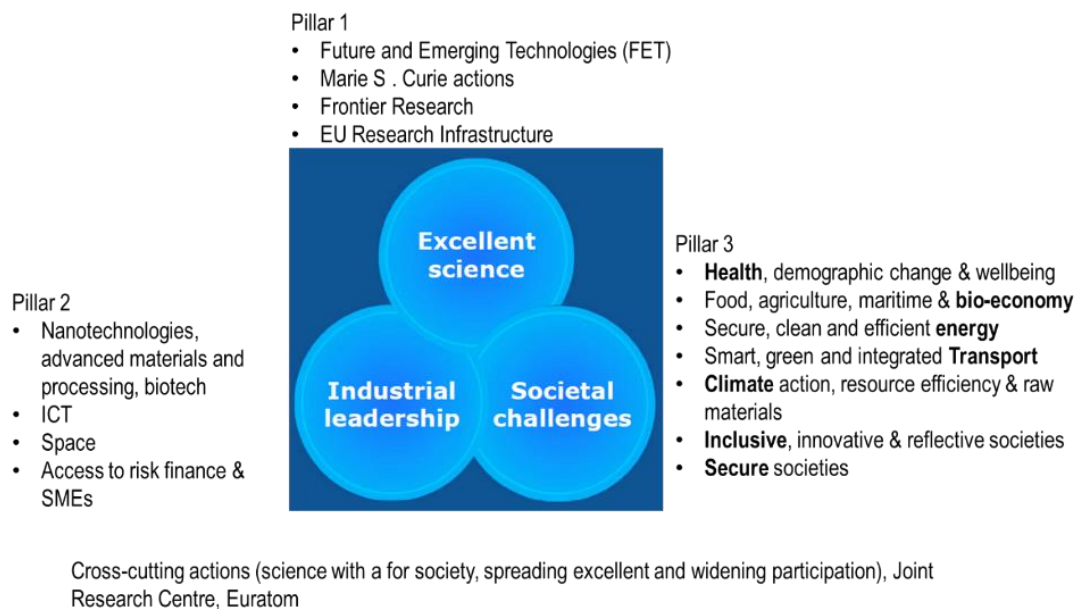 Pillar 1
• Future and Emerging Technologies (FET)
• Marie S . Curie actions
• Frontier Research
• EU Research Infrastructure
Excellent
science
Industrial
leadership
Societal
challenges
Pillar 2
• Nanotechnologies,
advanced materials and
processing, biotech
• ICT
• Space
• Access to risk finance &
SMEs
Pillar 3
• Health, demographic change & wellbeing
• Food, agriculture, maritime & bio-economy
• Secure, clean and efficient energy
• Smart, green and integrated Transport
• Climate action, resource efficiency & raw
materials
• Inclusive, innovative & reflective societies
• Secure societies
Cross-cutting actions (science with a for society, spreading excellent and widening participation), Joint
Research Centre, Euratom